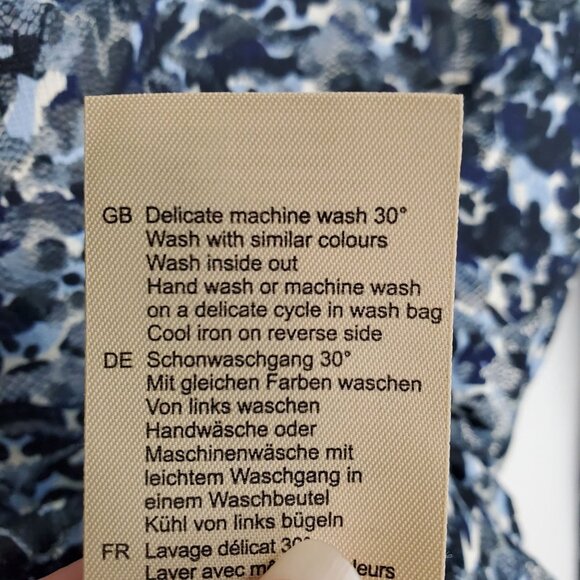 GB Delicate machine wash 30°
Wash with similar colours
Wash inside out
Hand wash or machine wash
on a delicate cycle in wash bag
Cool iron on reverse side
DE Schonwaschgang 30°
Mit gleichen Farben waschen
Von links waschen
Handwäsche oder
Maschinenwäsche mit
leichtem Waschgang in
einem Waschbeutel
Kühl von links bügeln
FR Lavage délicat 30°
Laver avec